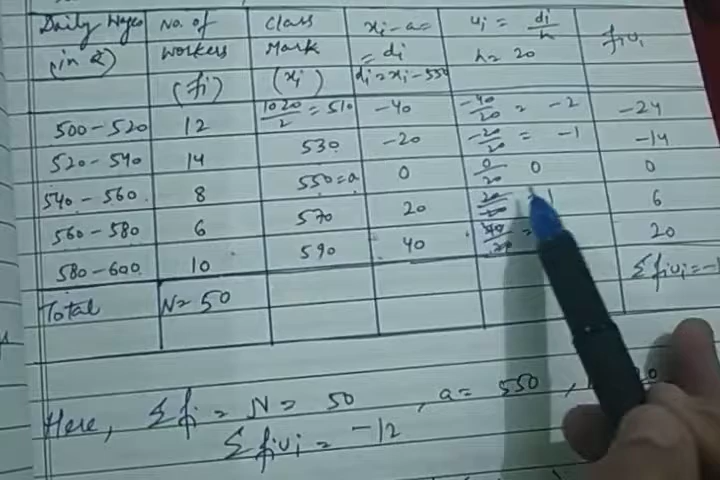 Daily Wages No. of Class xi - a = ui = di/h fiui
(in ₹) workers Mark = di h = 20
(fi) (xi) di = xi - 550
500-520 12 1020/2 = 510 -40 -40/20 = -2 -24
520-540 14 530 -20 -20/20 = -1 -14
540-560 8 550=a 0 0/20 0 0
560-580 6 570 20 20/20 1 6
580-600 10 590 40 40/20 = 20
Total N = 50 Σfiui = -1
Here, Σfi = N = 50, a = 550, 20
Σfiui = -12